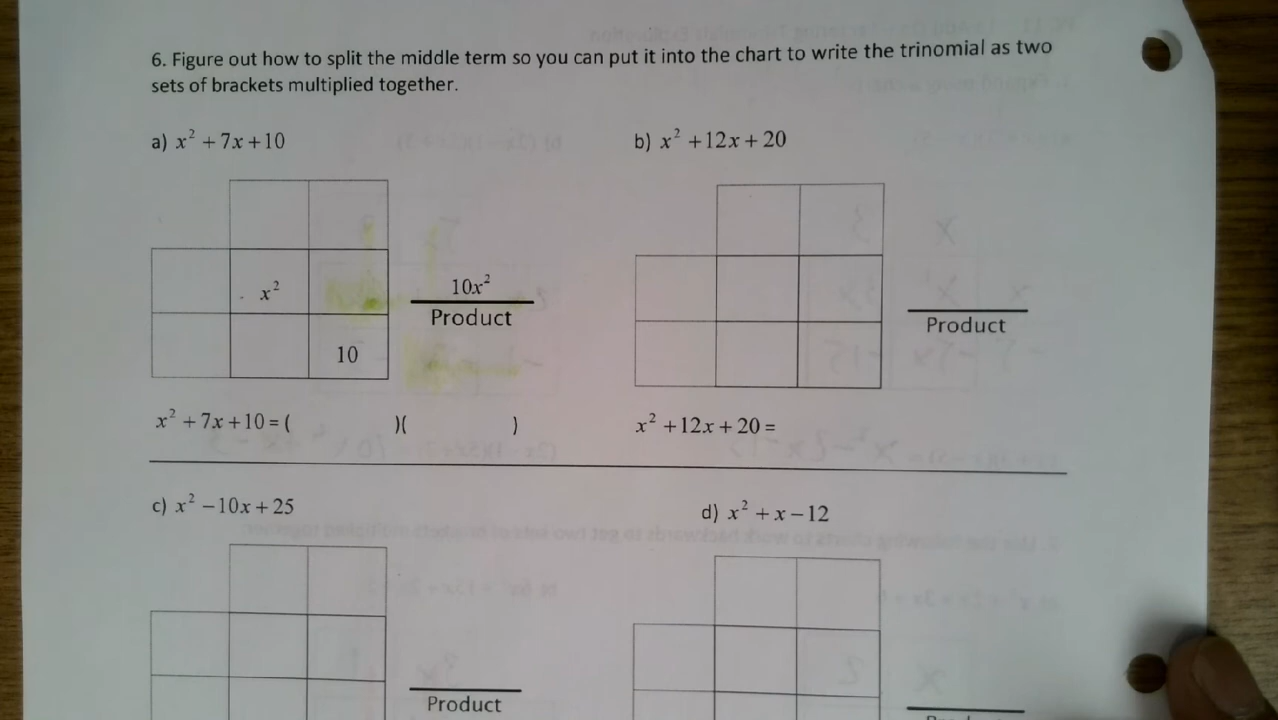 6. Figure out how to split the middle term so you can put it into the chart to write the trinomial as two
sets of brackets multiplied together.
a) x² + 7x + 10
b) x² + 12x + 20
x²
10x²
Product
Product
10
x² + 7x + 10 = ( )( )
x² + 12x + 20 =
c) x² − 10x + 25
d) x² + x − 12
Product